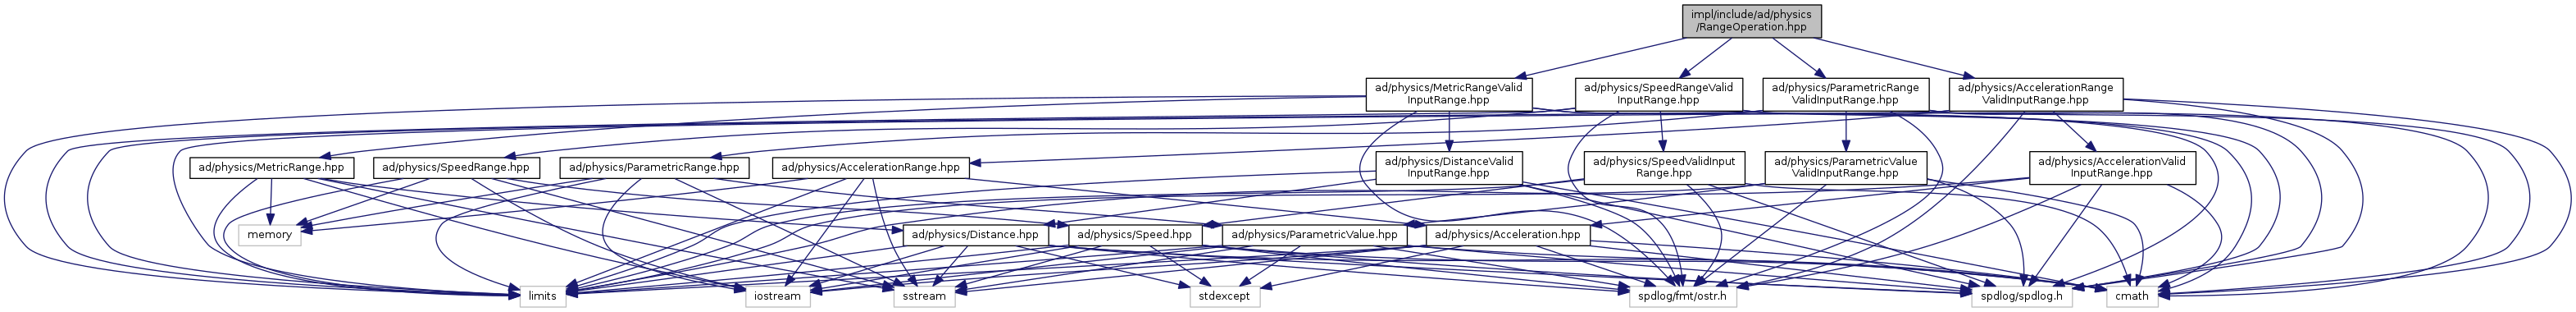 impl/include/ad/physics
/RangeOperation.hpp
ad/physics/MetricRangeValid
InputRange.hpp
ad/physics/SpeedRangeValid
InputRange.hpp
ad/physics/ParametricRange
ValidInputRange.hpp
ad/physics/AccelerationRange
ValidInputRange.hpp
ad/physics/MetricRange.hpp
ad/physics/SpeedRange.hpp
ad/physics/ParametricRange.hpp
ad/physics/AccelerationRange.hpp
ad/physics/DistanceValid
InputRange.hpp
ad/physics/SpeedValidInput
Range.hpp
ad/physics/ParametricValue
ValidInputRange.hpp
ad/physics/AccelerationValid
InputRange.hpp
memory
ad/physics/Distance.hpp
ad/physics/Speed.hpp
ad/physics/ParametricValue.hpp
ad/physics/Acceleration.hpp
limits
iostream
sstream
stdexcept
spdlog/fmt/ostr.h
spdlog/spdlog.h
cmath